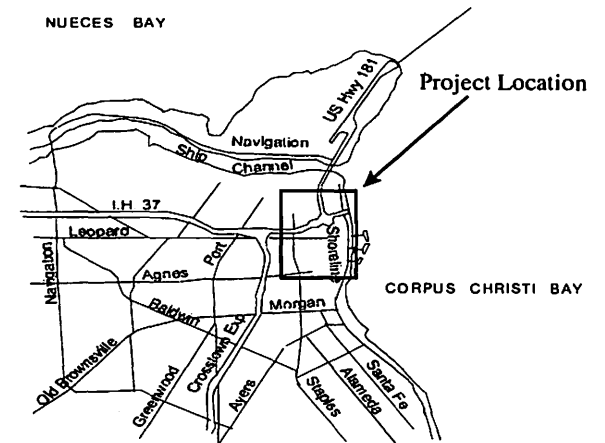 NUECES BAY
US Hwy 181
Project Location
Navigation
Ship Channel
I.H 37
Leopard
Port
Shoreline
Navigation
Agnes
CORPUS CHRISTI BAY
Baldwin
Morgan
Old Brownsville
Greenwood
Crosstown Exp
Ayers
Staples
Alameda
Santa Fe